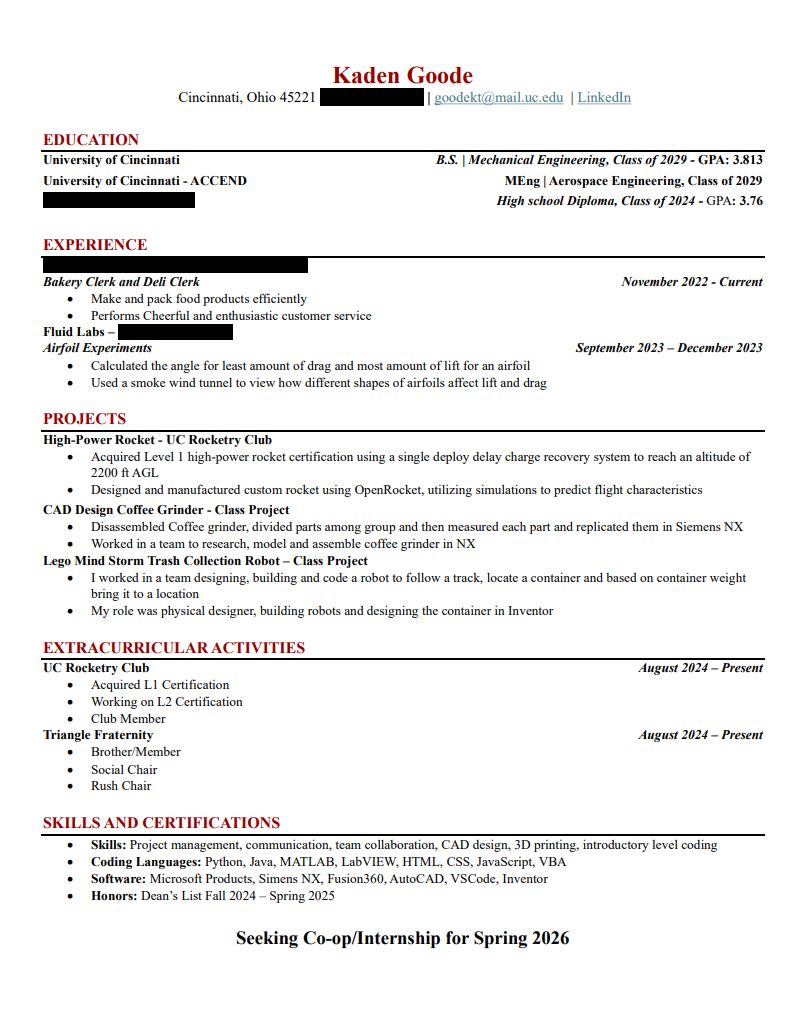 Kaden Goode
Cincinnati, Ohio 45221 | goodekt@mail.uc.edu | LinkedIn
EDUCATION
University of Cincinnati B.S. | Mechanical Engineering, Class of 2029 - GPA: 3.813
University of Cincinnati - ACCEND MEng | Aerospace Engineering, Class of 2029
High school Diploma, Class of 2024 - GPA: 3.76
EXPERIENCE
Bakery Clerk and Deli Clerk November 2022 - Current
• Make and pack food products efficiently
• Performs Cheerful and enthusiastic customer service
Fluid Labs –
Airfoil Experiments September 2023 – December 2023
• Calculated the angle for least amount of drag and most amount of lift for an airfoil
• Used a smoke wind tunnel to view how different shapes of airfoils affect lift and drag
PROJECTS
High-Power Rocket - UC Rocketry Club
• Acquired Level 1 high-power rocket certification using a single deploy delay charge recovery system to reach an altitude of
2200 ft AGL
• Designed and manufactured custom rocket using OpenRocket, utilizing simulations to predict flight characteristics
CAD Design Coffee Grinder - Class Project
• Disassembled Coffee grinder, divided parts among group and then measured each part and replicated them in Siemens NX
• Worked in a team to research, model and assemble coffee grinder in NX
Lego Mind Storm Trash Collection Robot – Class Project
• I worked in a team designing, building and code a robot to follow a track, locate a container and based on container weight
bring it to a location
• My role was physical designer, building robots and designing the container in Inventor
EXTRACURRICULAR ACTIVITIES
UC Rocketry Club August 2024 – Present
• Acquired L1 Certification
• Working on L2 Certification
• Club Member
Triangle Fraternity August 2024 – Present
• Brother/Member
• Social Chair
• Rush Chair
SKILLS AND CERTIFICATIONS
• Skills: Project management, communication, team collaboration, CAD design, 3D printing, introductory level coding
• Coding Languages: Python, Java, MATLAB, LabVIEW, HTML, CSS, JavaScript, VBA
• Software: Microsoft Products, Simens NX, Fusion360, AutoCAD, VSCode, Inventor
• Honors: Dean’s List Fall 2024 – Spring 2025
Seeking Co-op/Internship for Spring 2026